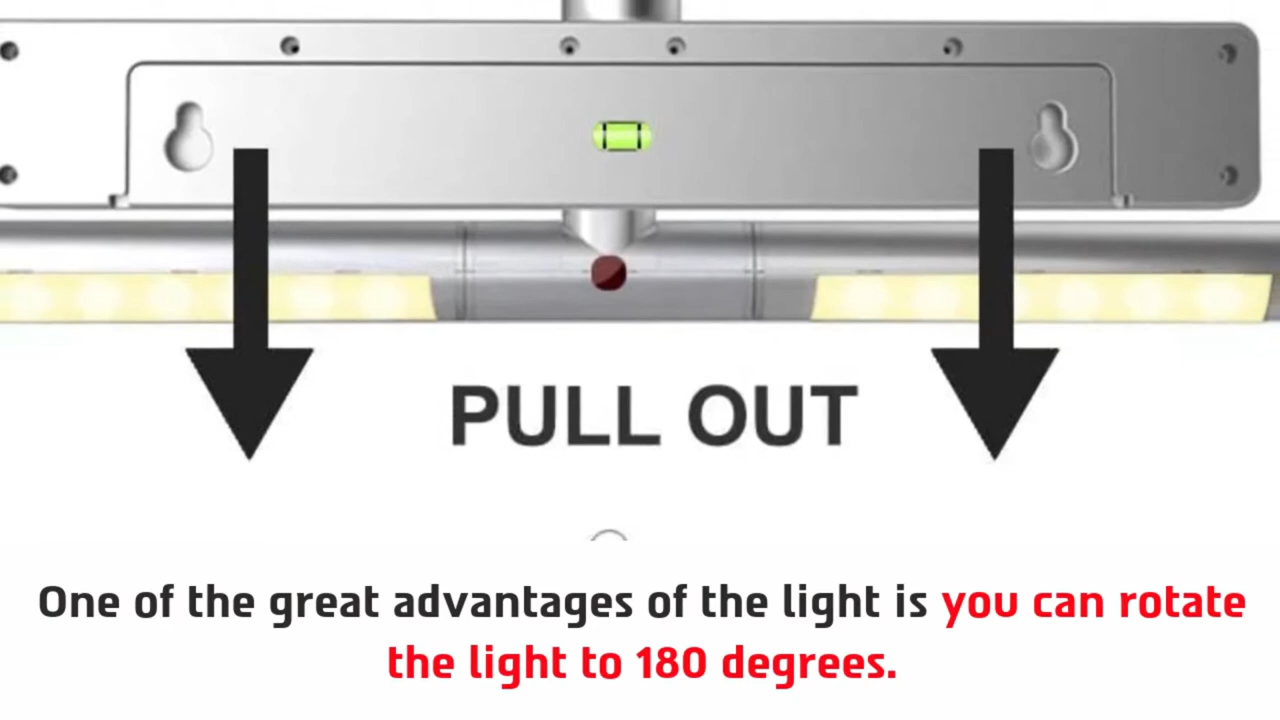 PULL OUT
One of the great advantages of the light is you can rotate
the light to 180 degrees.